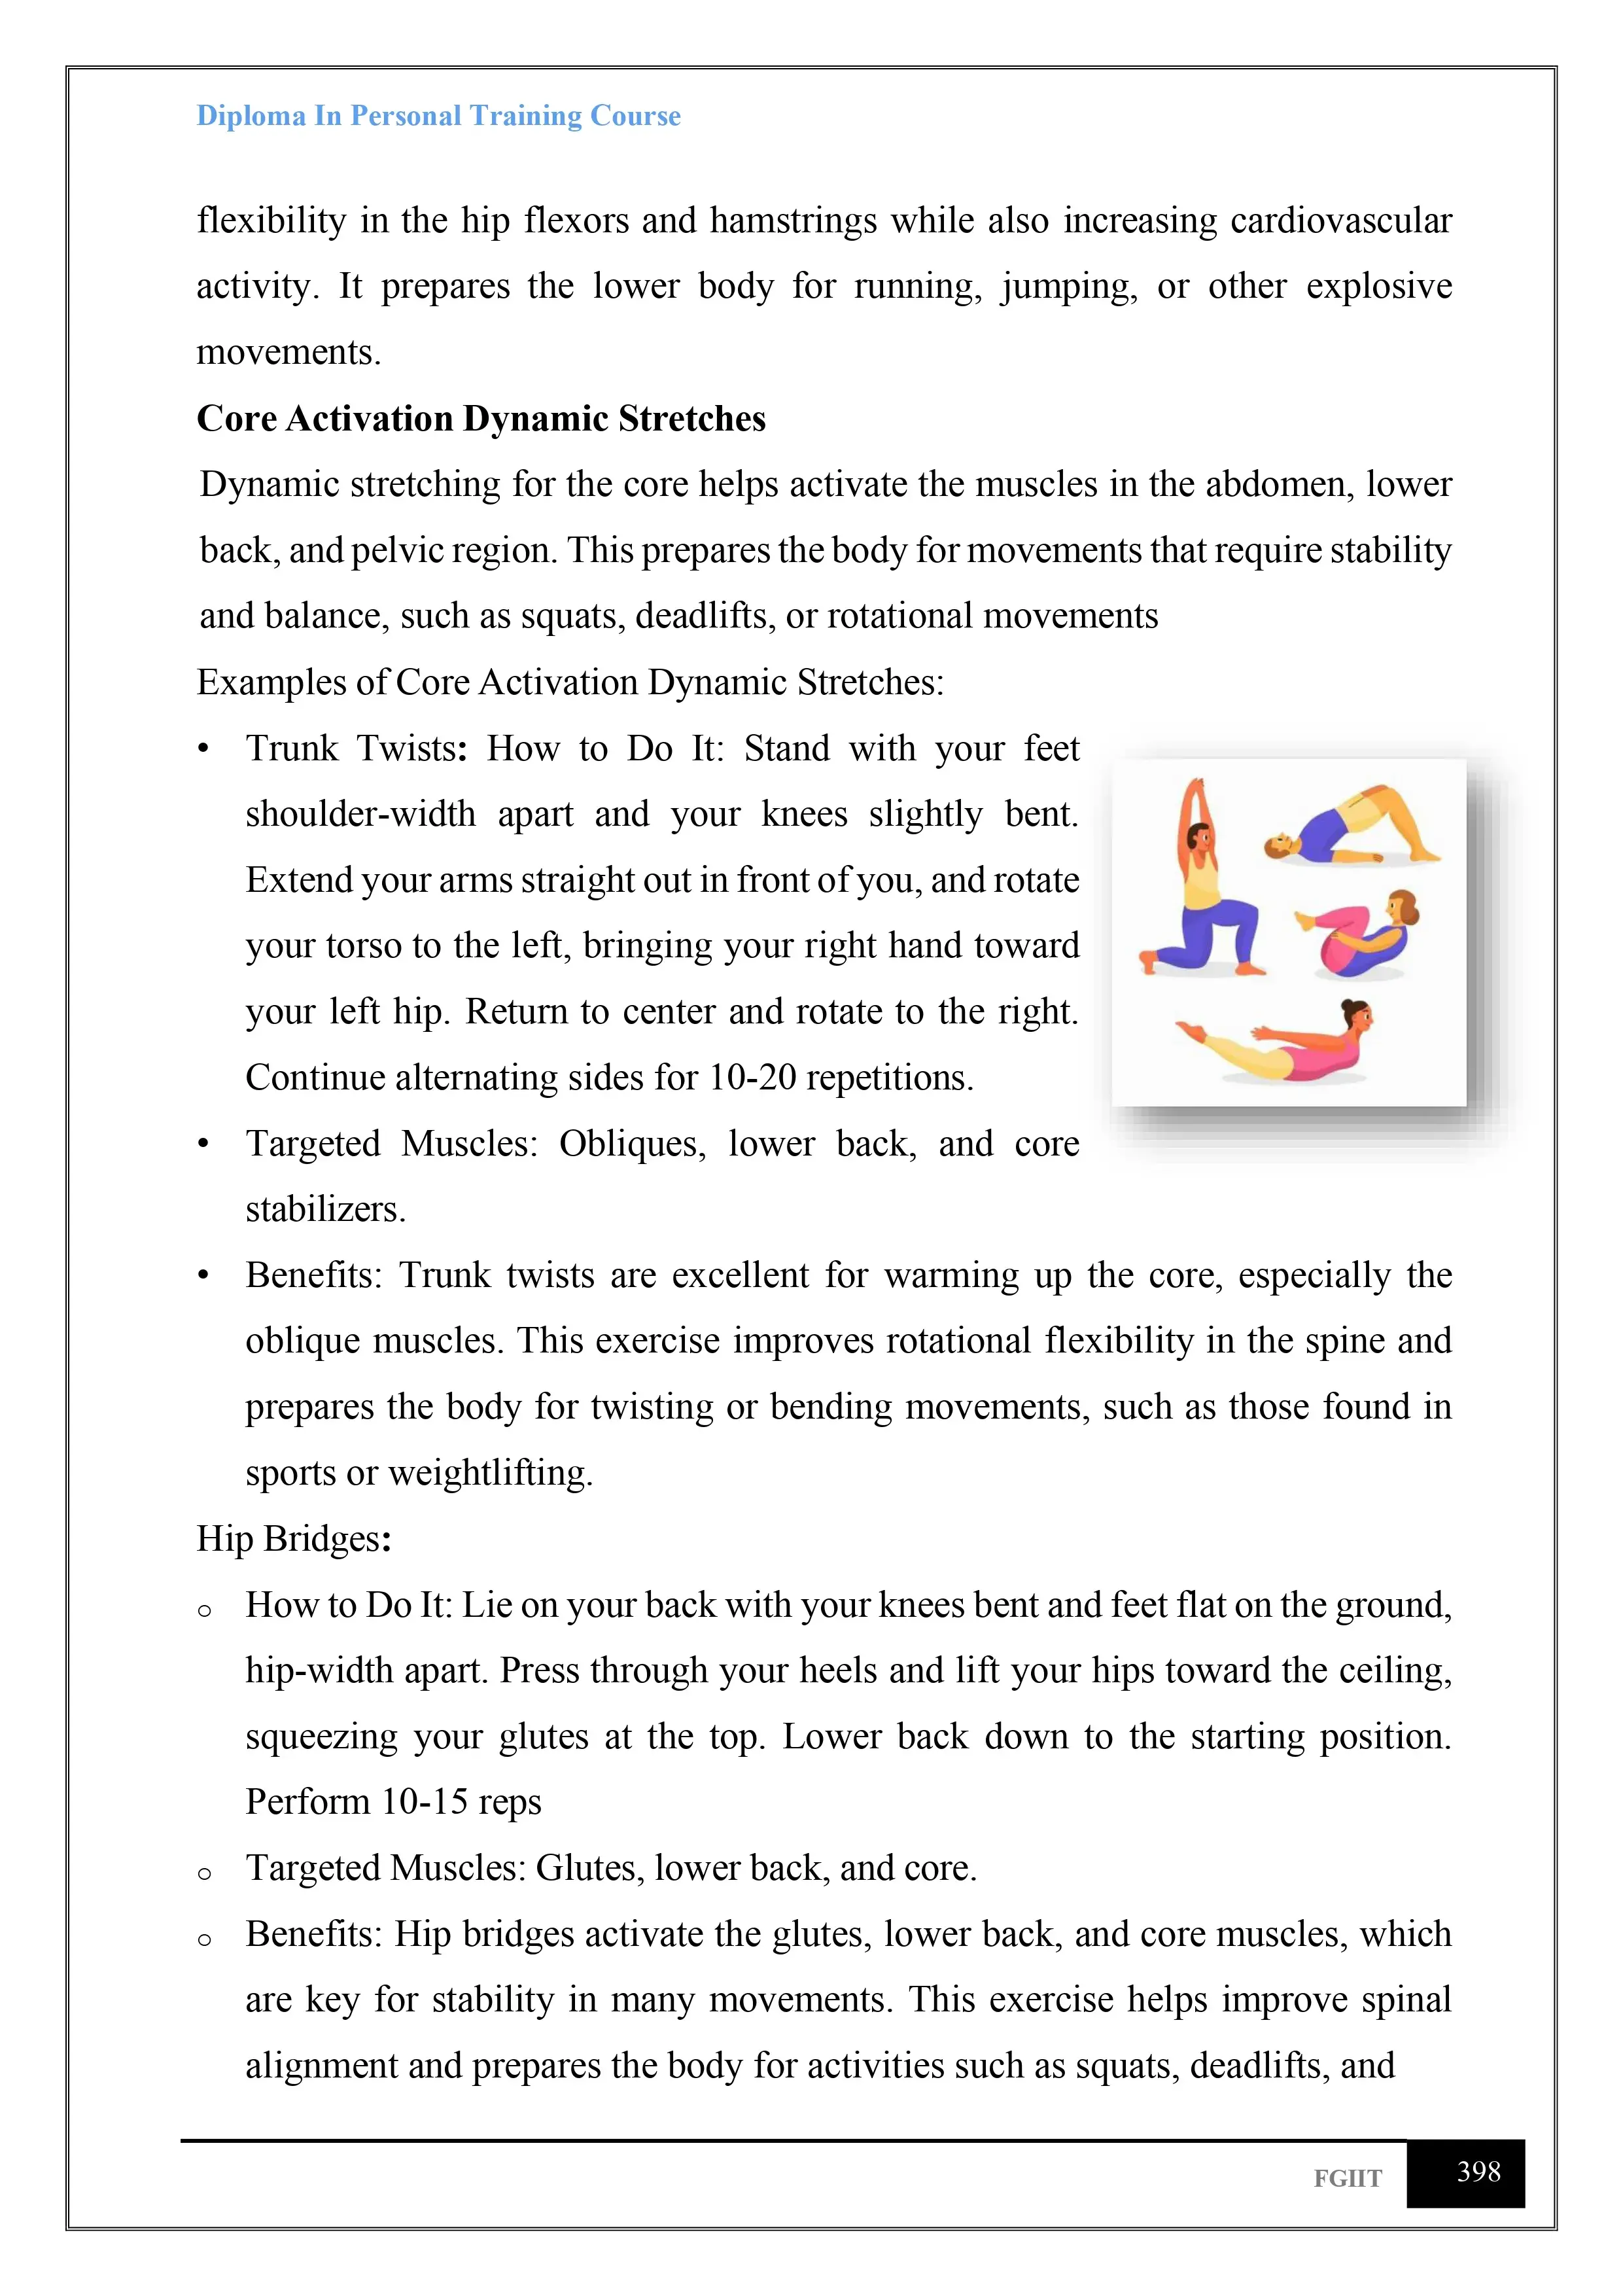 Diploma In Personal Training Course
flexibility in the hip flexors and hamstrings while also increasing cardiovascular
activity. It prepares the lower body for running, jumping, or other explosive
movements.
Core Activation Dynamic Stretches
Dynamic stretching for the core helps activate the muscles in the abdomen, lower
back, and pelvic region. This prepares the body for movements that require stability
and balance, such as squats, deadlifts, or rotational movements
Examples of Core Activation Dynamic Stretches:
• Trunk Twists: How to Do It: Stand with your feet
shoulder-width apart and your knees slightly bent.
Extend your arms straight out in front of you, and rotate
your torso to the left, bringing your right hand toward
your left hip. Return to center and rotate to the right.
Continue alternating sides for 10-20 repetitions.
• Targeted Muscles: Obliques, lower back, and core
stabilizers.
• Benefits: Trunk twists are excellent for warming up the core, especially the
oblique muscles. This exercise improves rotational flexibility in the spine and
prepares the body for twisting or bending movements, such as those found in
sports or weightlifting.
Hip Bridges:
o How to Do It: Lie on your back with your knees bent and feet flat on the ground,
hip-width apart. Press through your heels and lift your hips toward the ceiling,
squeezing your glutes at the top. Lower back down to the starting position.
Perform 10-15 reps
o Targeted Muscles: Glutes, lower back, and core.
o Benefits: Hip bridges activate the glutes, lower back, and core muscles, which
are key for stability in many movements. This exercise helps improve spinal
alignment and prepares the body for activities such as squats, deadlifts, and
FGIIT 398